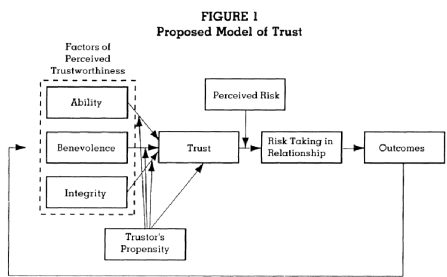 FIGURE 1
Proposed Model of Trust
Factors of
Perceived
Trustworthiness
Ability
Benevolence
Integrity
Trustor's
Propensity
Trust
Perceived Risk
Risk Taking in
Relationship
Outcomes